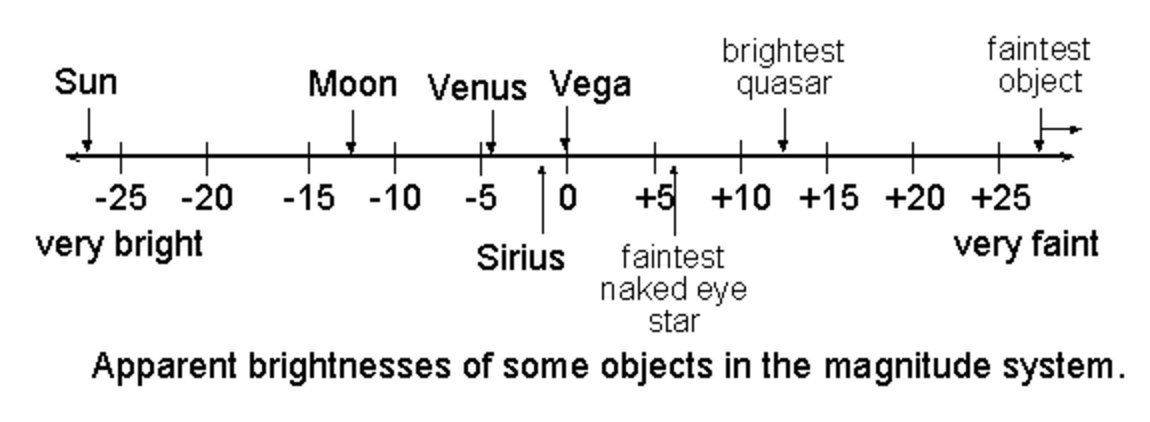 brightest faintest
Sun Moon Venus Vega quasar object
-25 -20 -15 -10 -5 0 +5 +10 +15 +20 +25
very bright very faint
Sirius faintest
naked eye
star
Apparent brightnesses of some objects in the magnitude system.